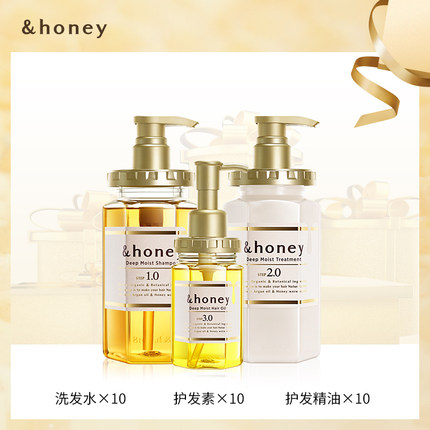 &honey
&honey
Deep Moist Shampoo
STEP 1.0
&honey
Deep Moist Hair Oil
STEP 3.0
&honey
Deep Moist Treatment
STEP 2.0
洗发水×10
护发素×10
护发精油×10